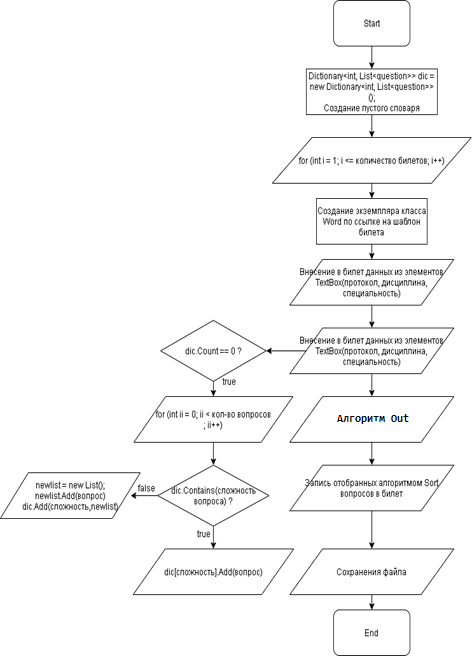 Start
Dictionary<int, List<question>> dic =
new Dictionary<int, List<question>>
();
Создание пустого словаря
for (int i = 1; i <= количество билетов; i++)
Создание экземпляра класса
Word по ссылке на шаблон
билета
Внесение в билет данных из элементов
TextBox(протокол, дисциплина,
специальность)
Внесение в билет данных из элементов
TextBox(протокол, дисциплина,
специальность)
dic.Count == 0 ?
true
for (int ii = 0; ii < кол-во вопросов
; ii++)
Алгоритм Out
dic.Contains(сложность
вопроса) ?
false
newlist = new List();
newlist.Add(вопрос)
dic.Add(сложность,newlist)
true
dic[сложность].Add(вопрос)
Запись отобранных алгоритмом Sort
вопросов в билет
Сохранения файла
End